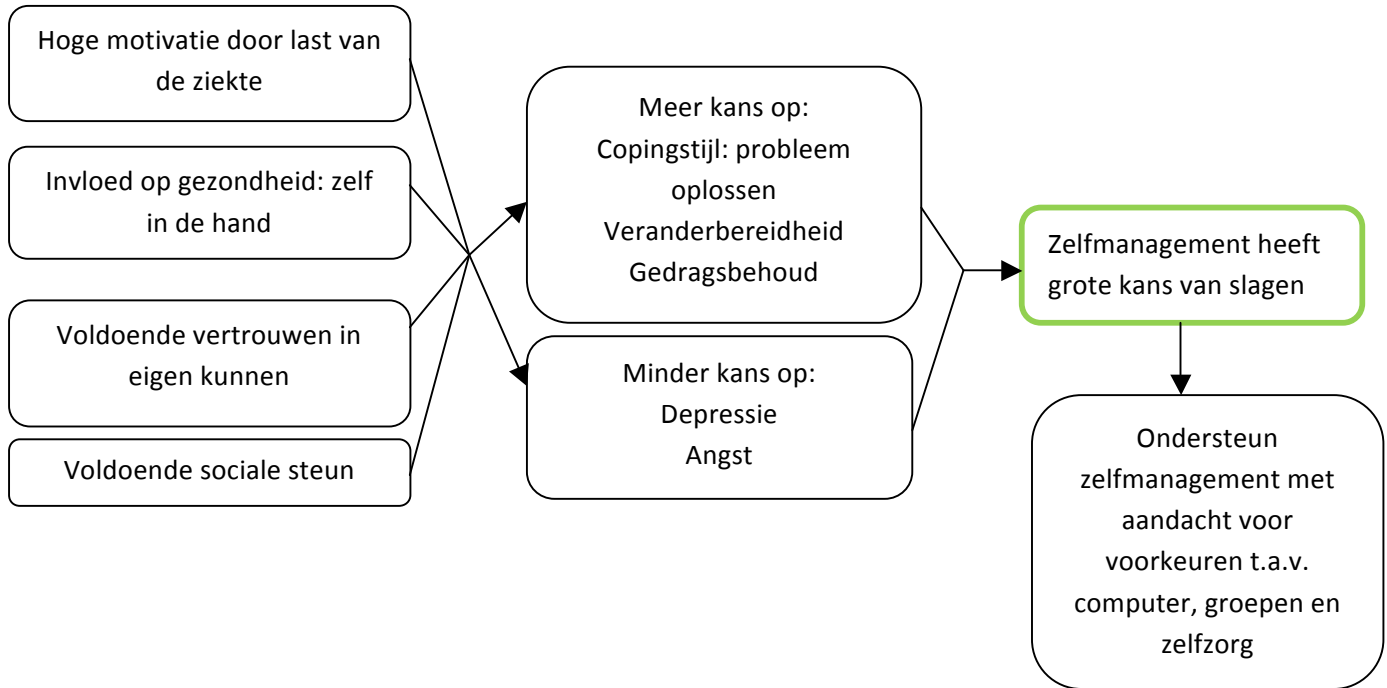 Hoge motivatie door last van
de ziekte
Invloed op gezondheid: zelf
in de hand
Voldoende vertrouwen in
eigen kunnen
Voldoende sociale steun
Meer kans op:
Copingstijl: probleem
oplossen
Veranderbereidheid
Gedragsbehoud
Minder kans op:
Depressie
Angst
Zelfmanagement heeft
grote kans van slagen
Ondersteun
zelfmanagement met
aandacht voor
voorkeuren t.a.v.
computer, groepen en
zelfzorg